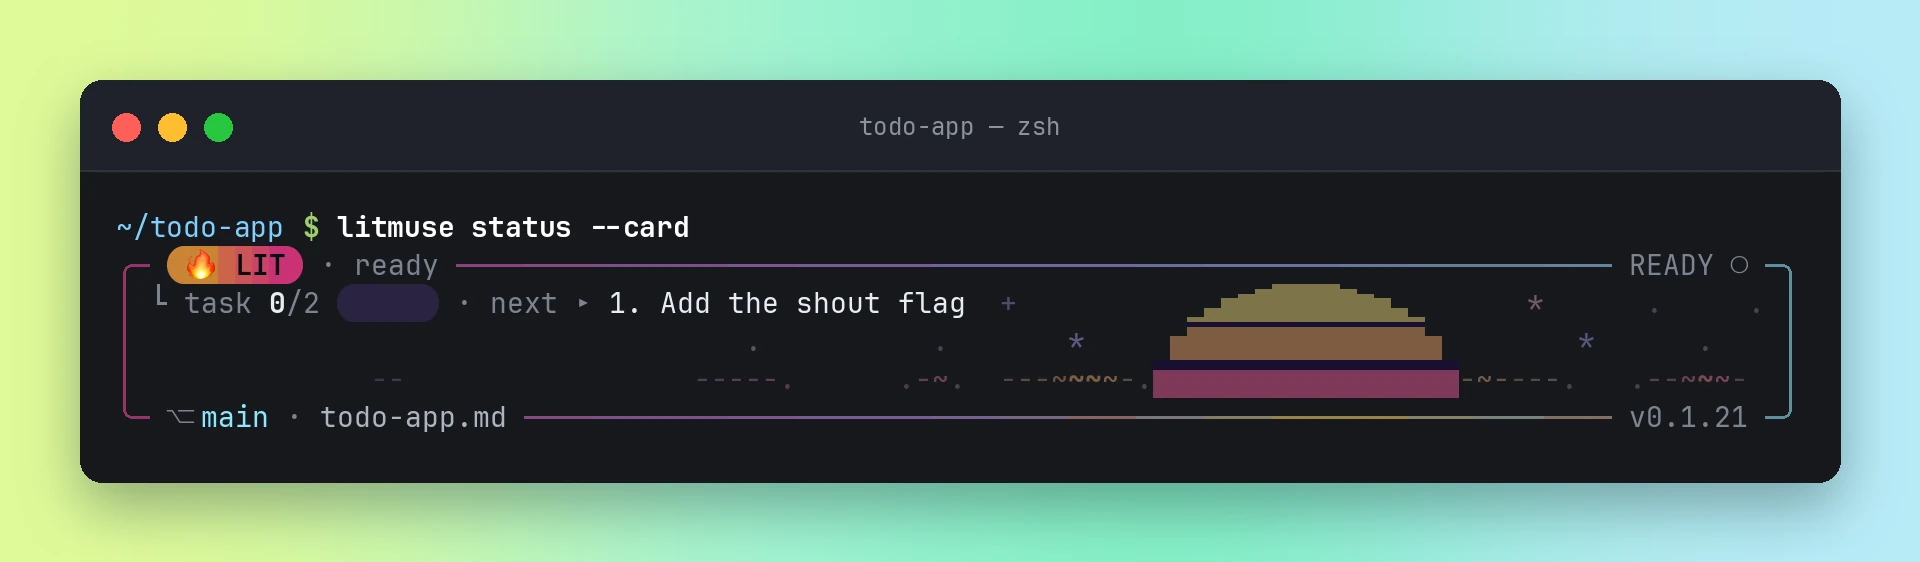 todo-app — zsh
~/todo-app $ litmuse status --card
🔥 LIT · ready READY ○
└ task 0/2 · next ▸ 1. Add the shout flag
⌥ main · todo-app.md v0.1.21